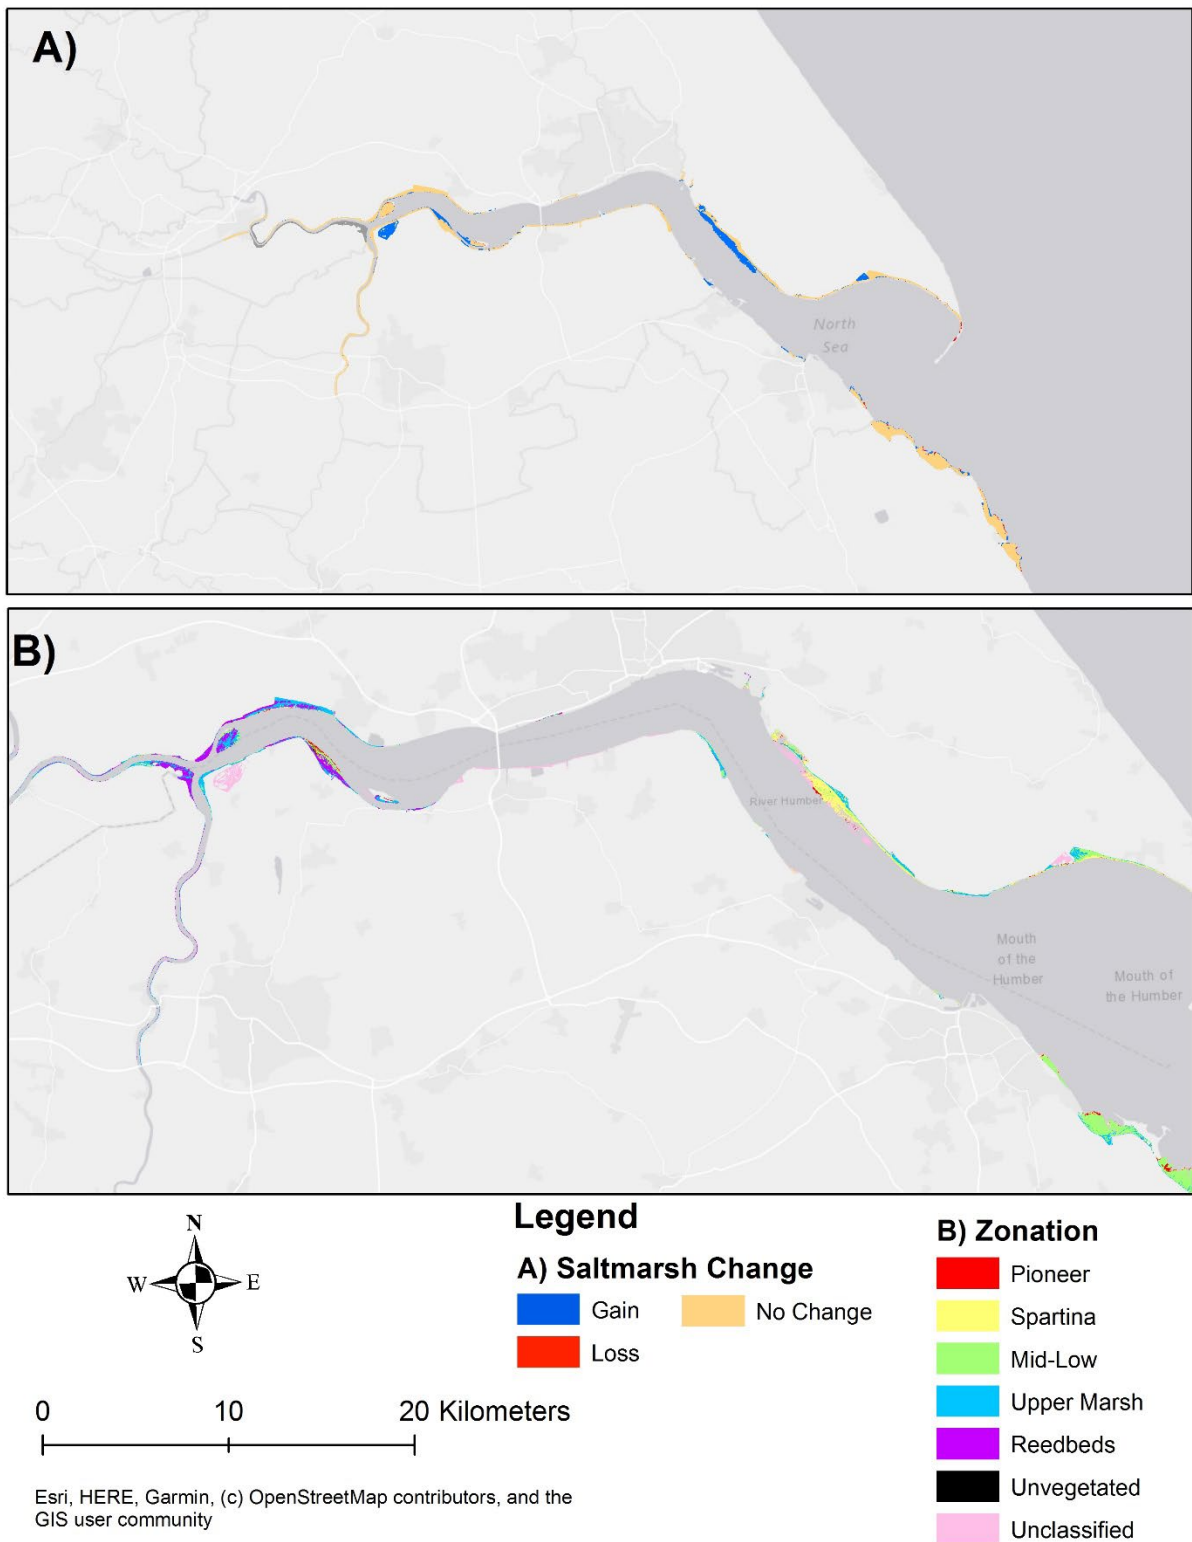 A)
North
Sea
B)
River Humber
Mouth
of the
Humber
Mouth of
the Humber
N
W
E
S
0 10 20 Kilometers
Esri, HERE, Garmin, (c) OpenStreetMap contributors, and the
GIS user community
Legend
A) Saltmarsh Change
Gain
No Change
Loss
B) Zonation
Pioneer
Spartina
Mid-Low
Upper Marsh
Reedbeds
Unvegetated
Unclassified